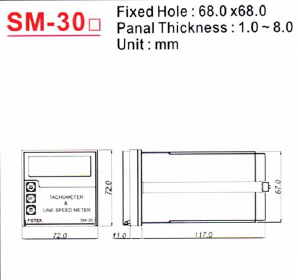 SM-30□
Fixed Hole : 68.0 x68.0
Panal Thickness : 1.0 ~ 8.0
Unit : mm
TACHOMETER
&
LINE SPEED METER
FOTEK
SM-30
72.0
72.0
11.0
117.0
67.0